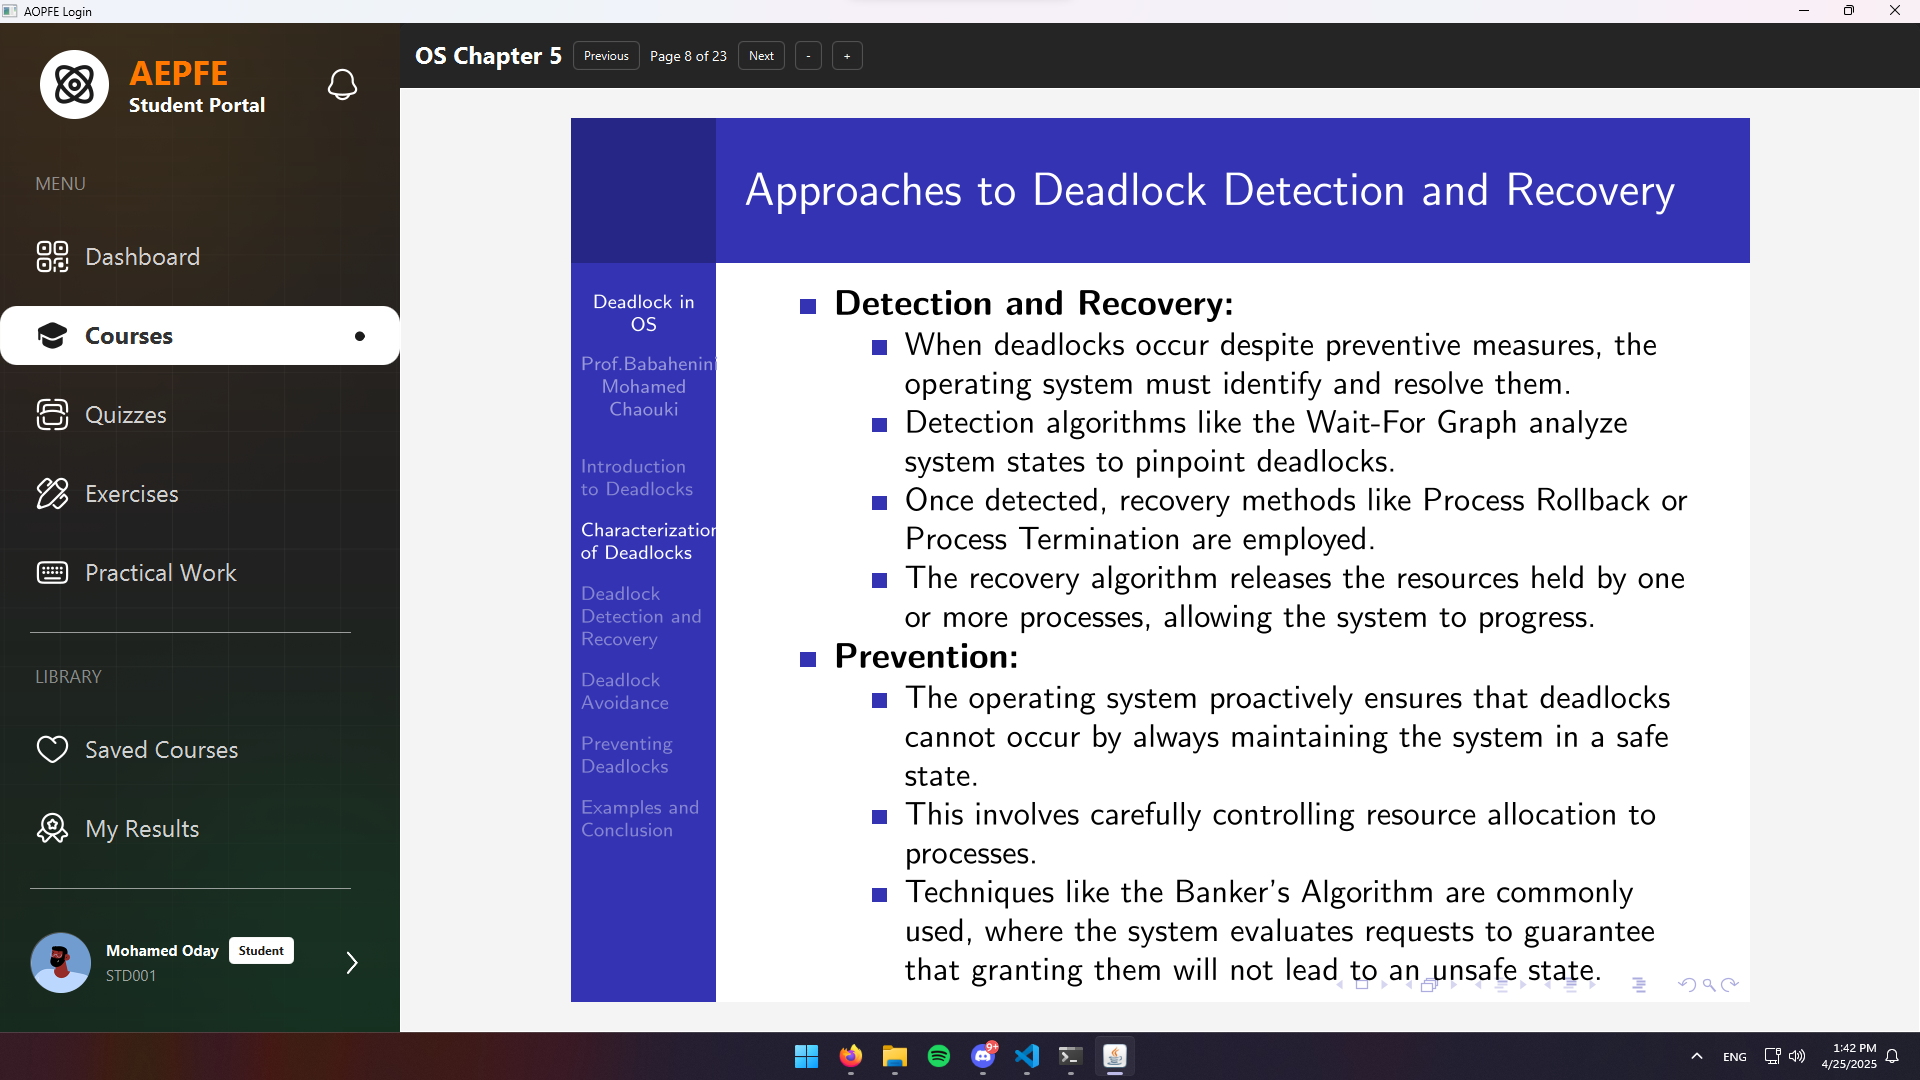 AOPFE Login
AEPFE
Student Portal
MENU
Dashboard
Courses
Quizzes
Exercises
Practical Work
LIBRARY
Saved Courses
My Results
Mohamed Oday
Student
STD001
OS Chapter 5
Previous
Page 8 of 23
Next
-
+
Approaches to Deadlock Detection and Recovery
Deadlock in
OS
Prof.Babahenini
Mohamed
Chaouki
Introduction
to Deadlocks
Characterization
of Deadlocks
Deadlock
Detection and
Recovery
Deadlock
Avoidance
Preventing
Deadlocks
Examples and
Conclusion
Detection and Recovery:
When deadlocks occur despite preventive measures, the
operating system must identify and resolve them.
Detection algorithms like the Wait-For Graph analyze
system states to pinpoint deadlocks.
Once detected, recovery methods like Process Rollback or
Process Termination are employed.
The recovery algorithm releases the resources held by one
or more processes, allowing the system to progress.
Prevention:
The operating system proactively ensures that deadlocks
cannot occur by always maintaining the system in a safe
state.
This involves carefully controlling resource allocation to
processes.
Techniques like the Banker's Algorithm are commonly
used, where the system evaluates requests to guarantee
that granting them will not lead to an unsafe state.
9+
ENG
1:42 PM
4/25/2025